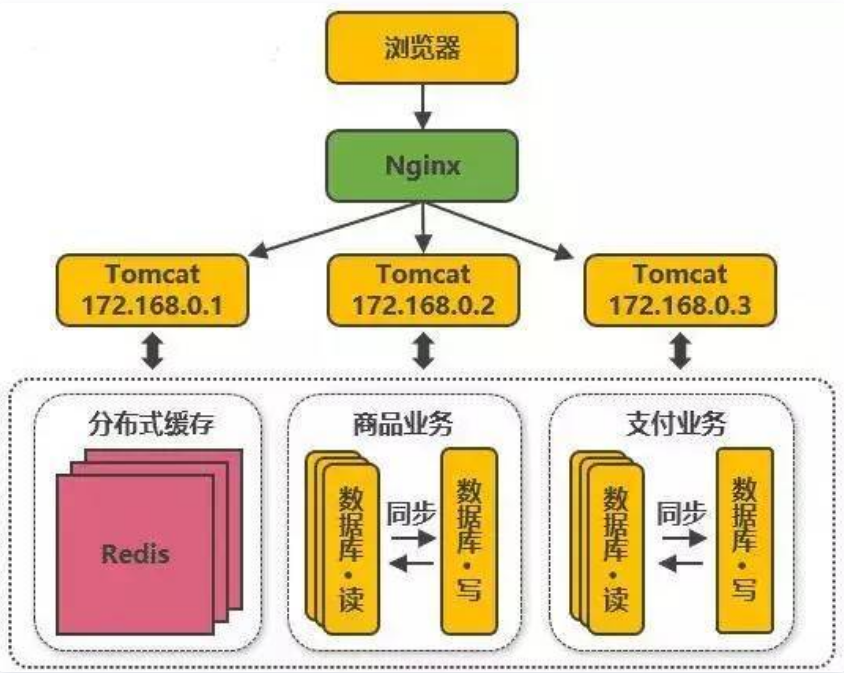 浏览器
Nginx
Tomcat
172.168.0.1
Tomcat
172.168.0.2
Tomcat
172.168.0.3
分布式缓存
Redis
商品业务
数据库·读
同步
数据库·写
支付业务
数据库·读
同步
数据库·写